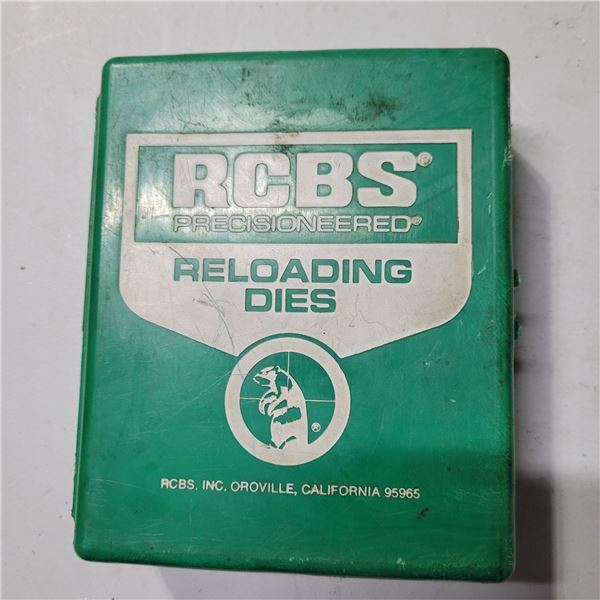 RCBS®
PRECISIONEERED®
RELOADING
DIES
®
RCBS, INC. OROVILLE, CALIFORNIA 95965